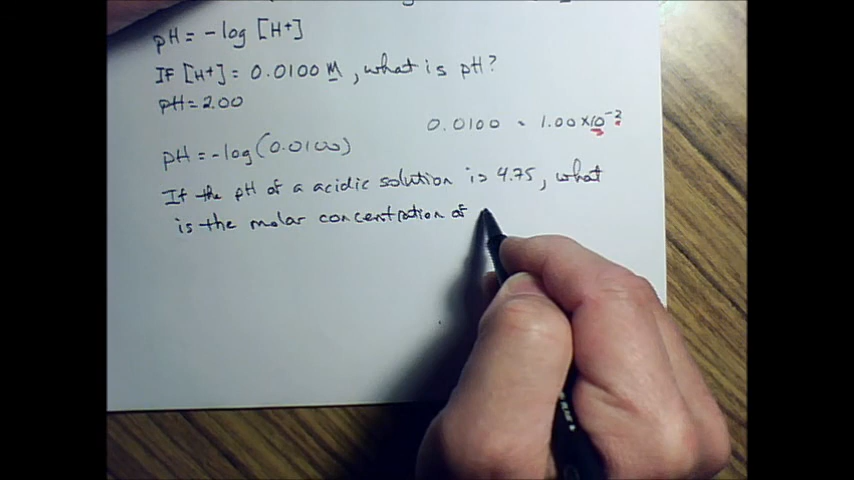 pH = -log [H+]
If [H+] = 0.0100 M, what is pH?
pH = 2.00
0.0100 = 1.00 x 10^-2
pH = -log(0.0100)
If the pH of a acidic solution is 4.75, what
is the molar concentration of